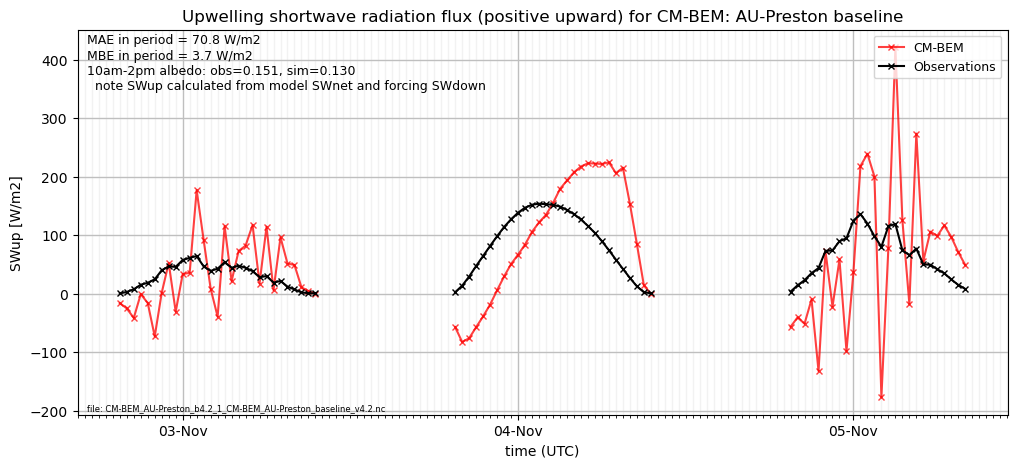 Upwelling shortwave radiation flux (positive upward) for CM-BEM: AU-Preston baseline
MAE in period = 70.8 W/m2
MBE in period = 3.7 W/m2
10am-2pm albedo: obs=0.151, sim=0.130
note SWup calculated from model SWnet and forcing SWdown
CM-BEM
Observations
SWup [W/m2]
400
300
200
100
0
−100
−200
file: CM-BEM_AU-Preston_b4.2_1_CM-BEM_AU-Preston_baseline_v4.2.nc
03-Nov
04-Nov
05-Nov
time (UTC)